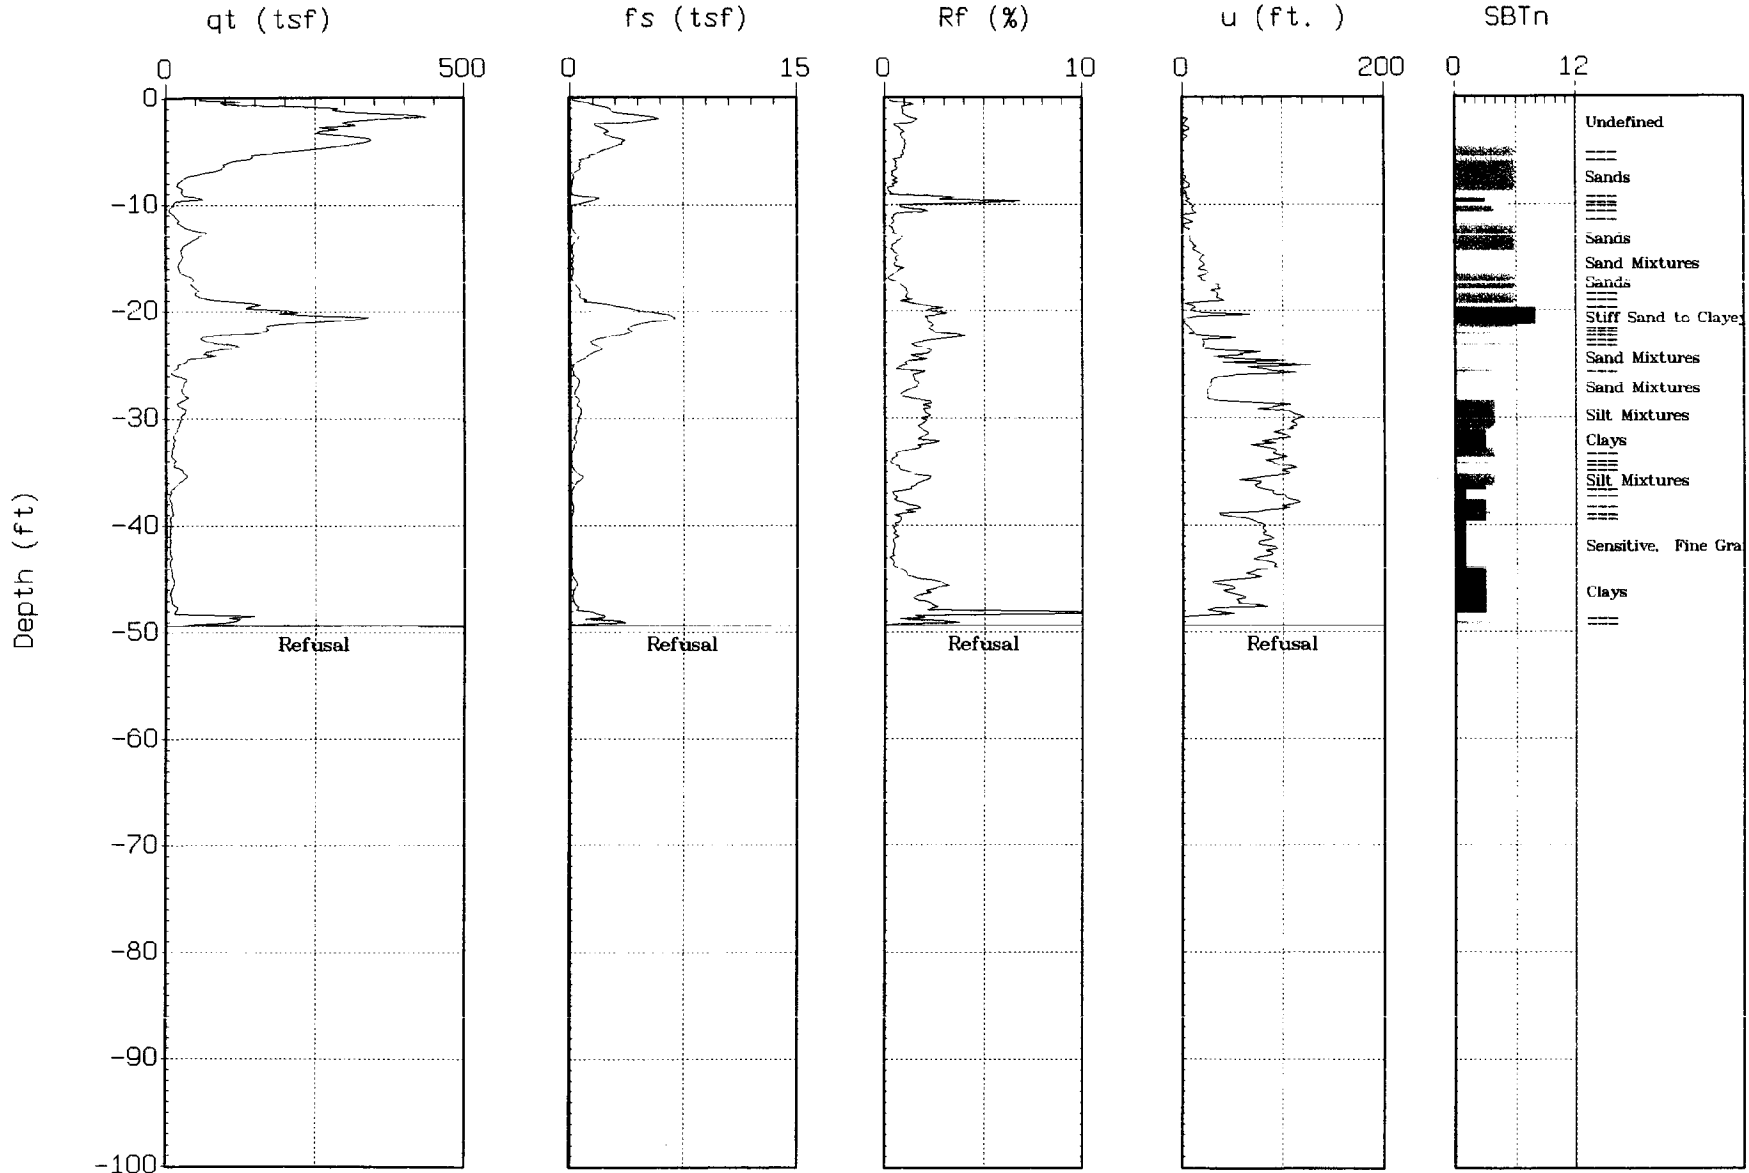 qt (tsf) fs (tsf) Rf (%) u (ft. ) SBTn
0 500 0 15 0 10 0 200 0 12
0
Undefined
Sands
-10
Sands
Sand Mixtures
Sands
-20
Stiff Sand to Clayey
Sand Mixtures
Sand Mixtures
-30
Silt Mixtures
Clays
Silt Mixtures
-40
Sensitive, Fine Gra
Clays
-50
Refusal Refusal Refusal Refusal
-60
-70
-80
-90
-100
Depth (ft)